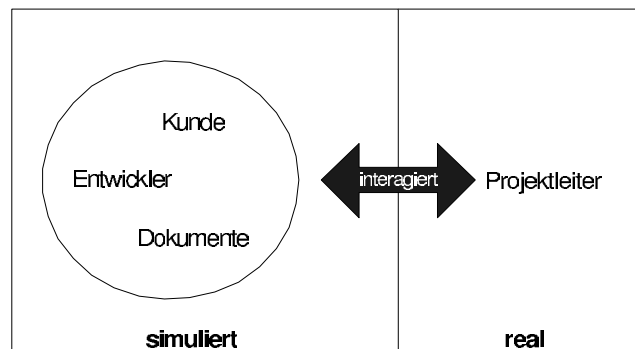 Kunde
Entwickler
interagiert
Projektleiter
Dokumente
simuliert
real